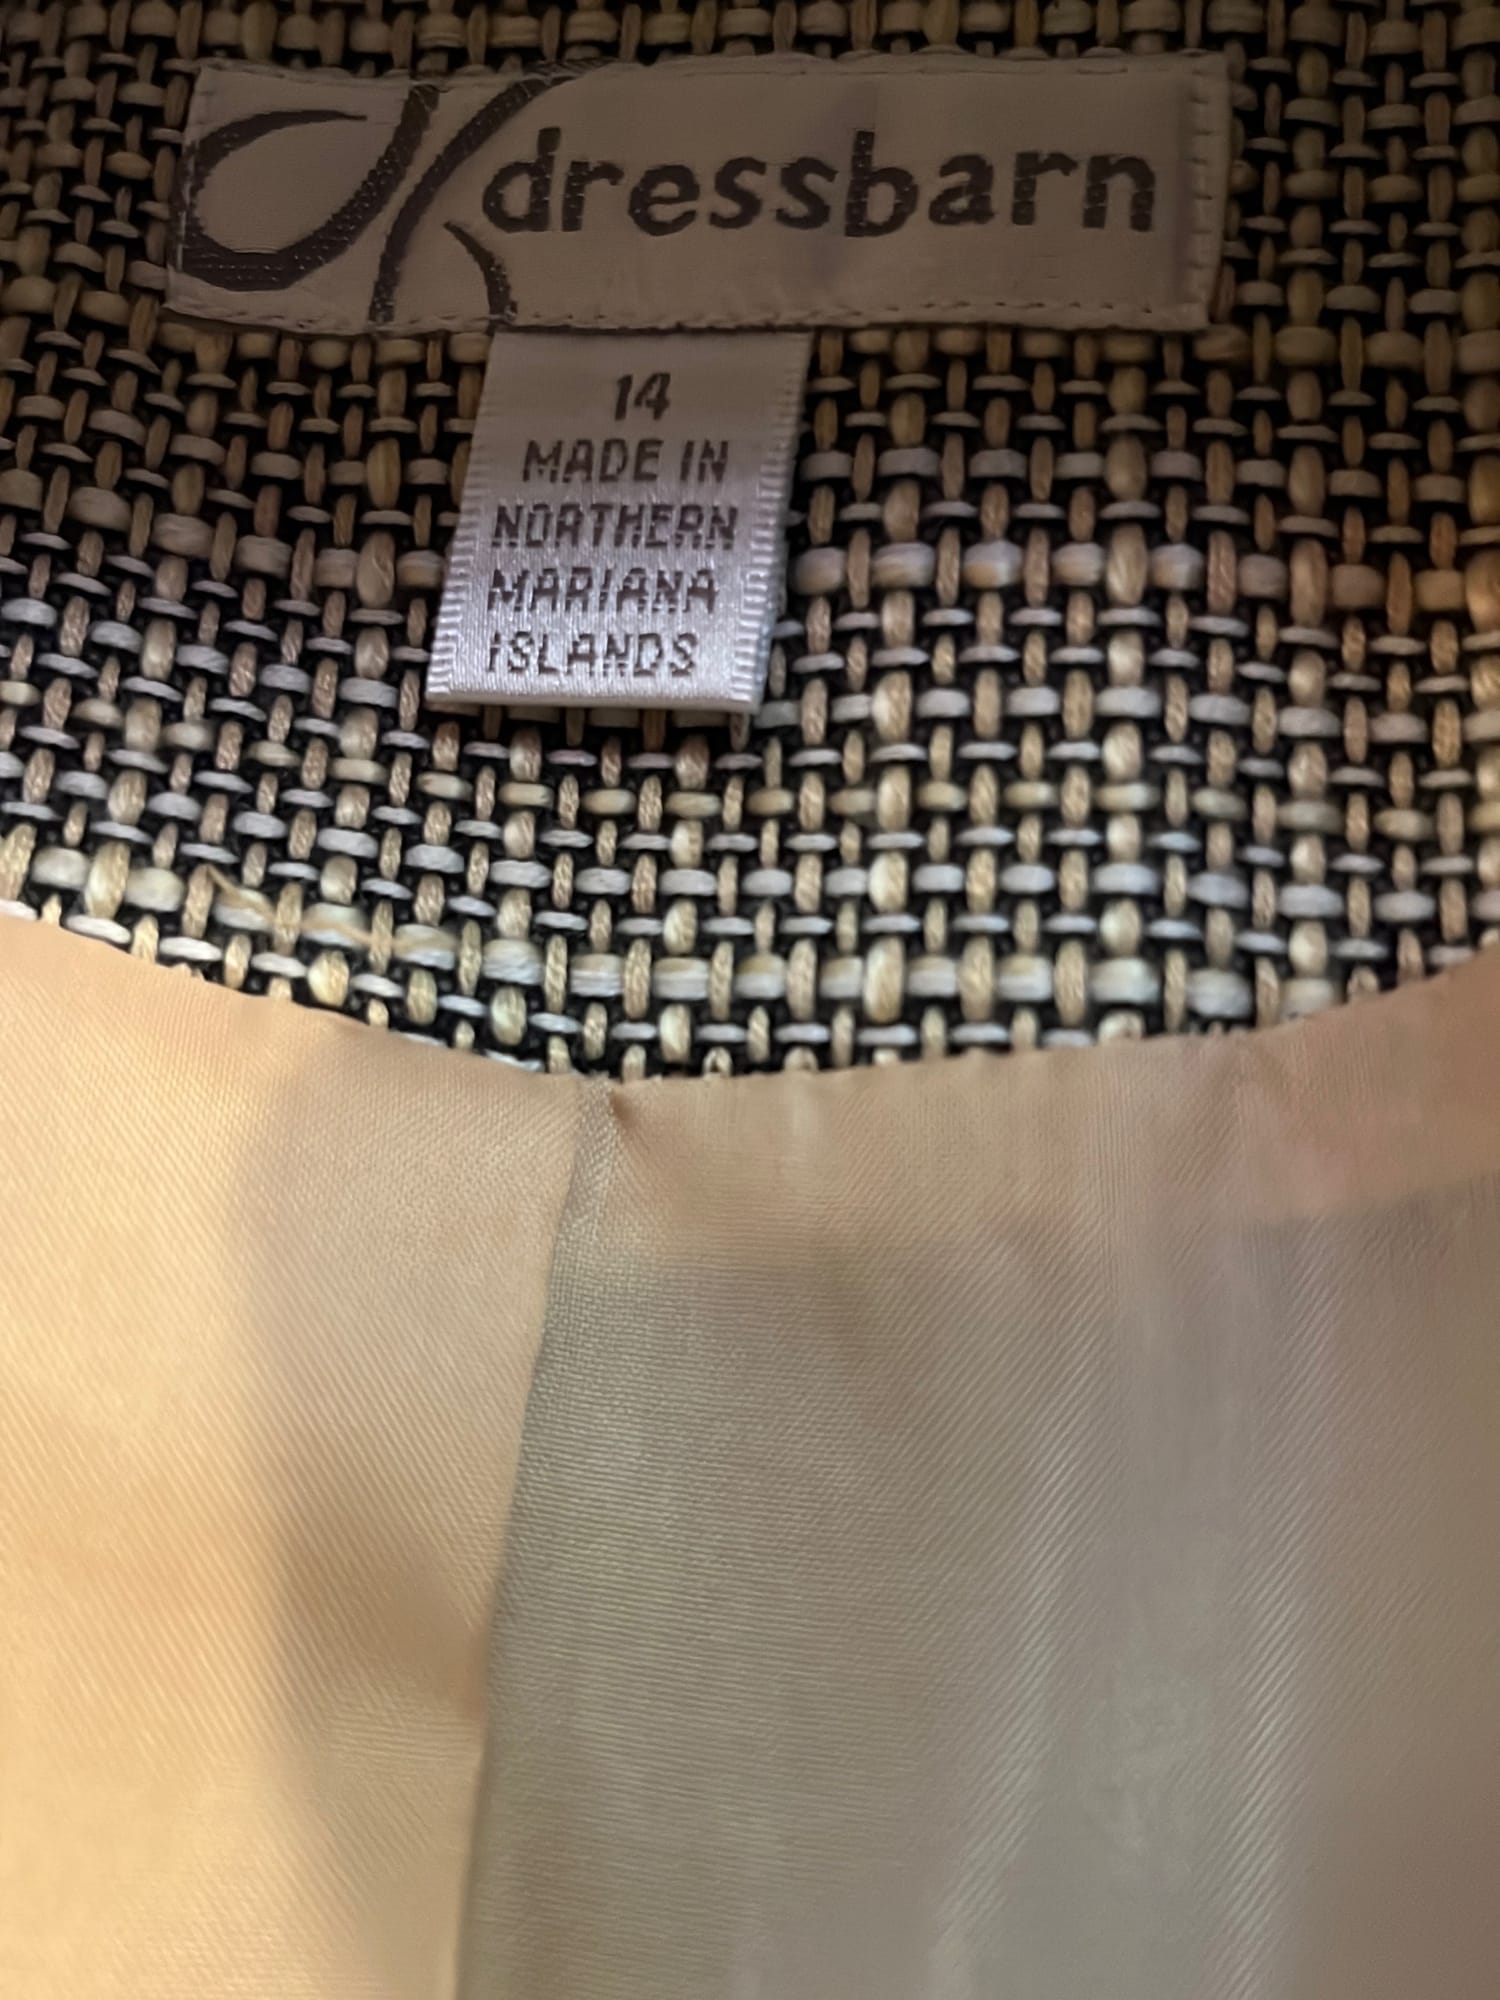 dressbarn
14
MADE IN
NORTHERN
MARIANA
ISLANDS